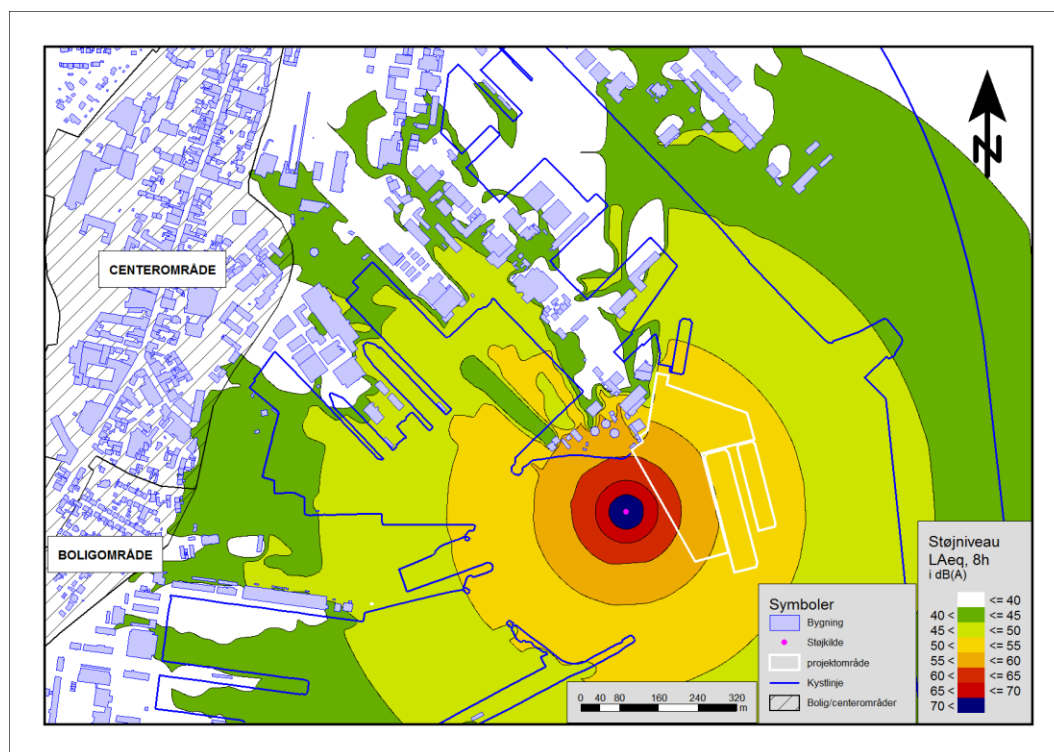 N
CENTEROMRÅDE
BOLIGOMRÅDE
Symboler
Bygning
Støjkilde
projektområde
Kystlinje
Bolig/centerområder
0 40 80 160 240 320
m
Støjniveau
LAeq, 8h
i dB(A)
<= 40
40 < <= 45
45 < <= 50
50 < <= 55
55 < <= 60
60 < <= 65
65 < <= 70
70 <